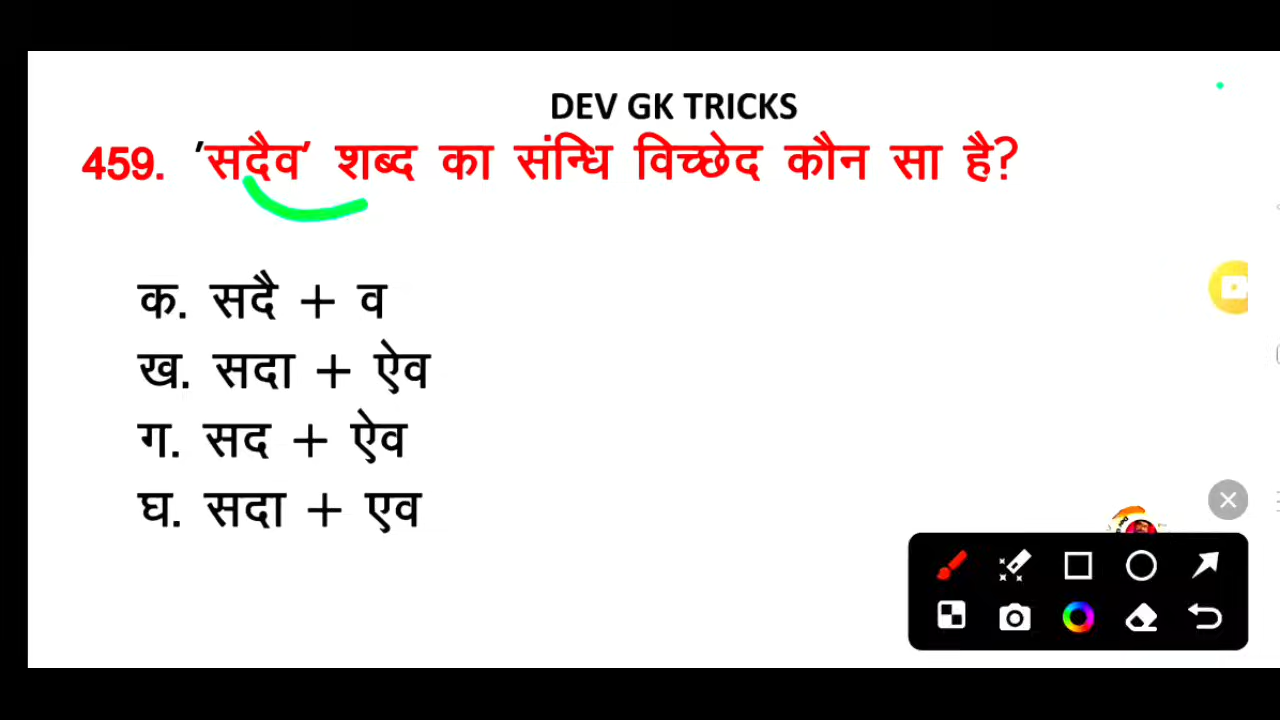 DEV GK TRICKS
459. 'सदैव' शब्द का संन्धि विच्छेद कौन सा है?
क. सदै + व
ख. सदा + ऐव
ग. सद + ऐव
घ. सदा + एव